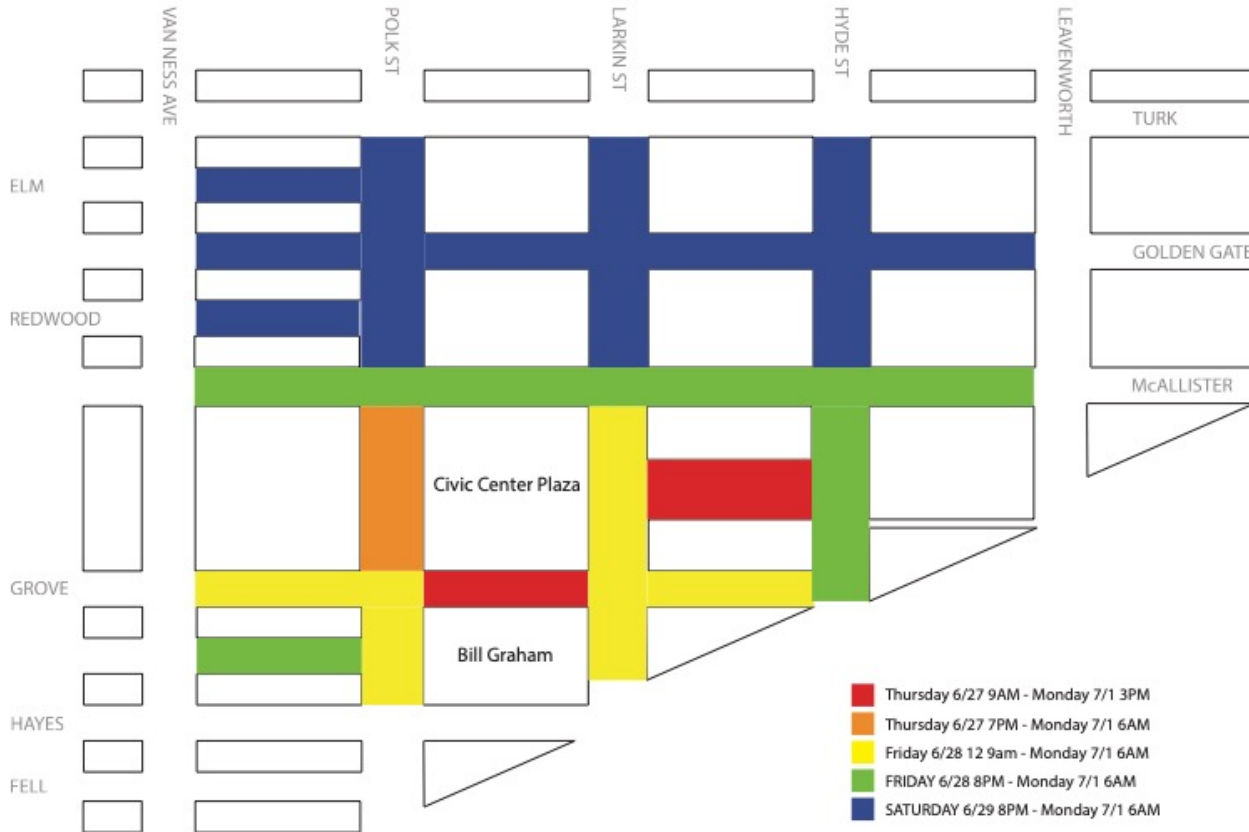 VAN NESS AVE
POLK ST
LARKIN ST
HYDE ST
LEAVENWORTH
TURK
ELM
GOLDEN GATE
REDWOOD
McALLISTER
Civic Center Plaza
GROVE
Bill Graham
HAYES
FELL
Thursday 6/27 9AM - Monday 7/1 3PM
Thursday 6/27 7PM - Monday 7/1 6AM
Friday 6/28 12 9am - Monday 7/1 6AM
FRIDAY 6/28 8PM - Monday 7/1 6AM
SATURDAY 6/29 8PM - Monday 7/1 6AM